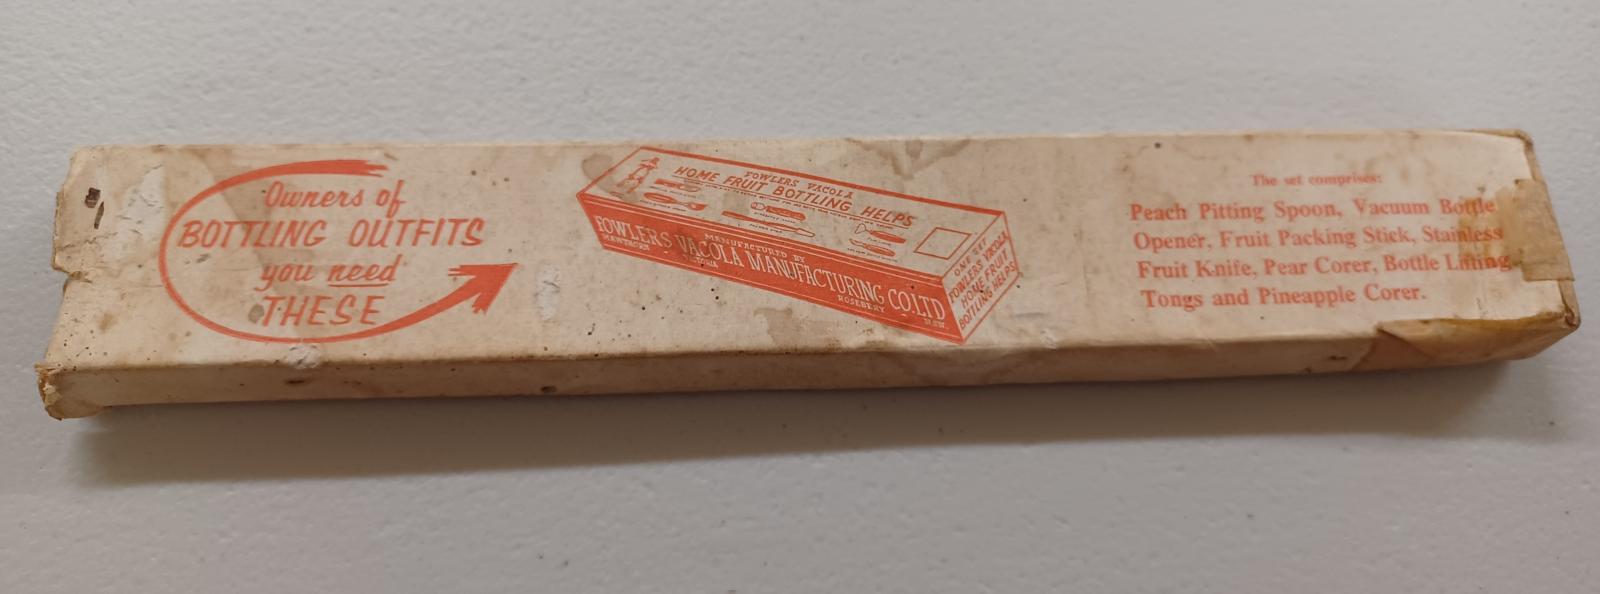 Owners of
BOTTLING OUTFITS
you need
THESE
FOWLERS VACOLA
HOME FRUIT BOTTLING HELPS
MANUFACTURED BY
FOWLERS VACOLA MANUFACTURING CO. LTD
HAWTHORN
VICTORIA
ROSEBERY
N.S.W.
ONE SET
FOWLERS VACOLA
HOME FRUIT
BOTTLING HELPS
The set comprises:
Peach Pitting Spoon, Vacuum Bottle
Opener, Fruit Packing Stick, Stainless
Fruit Knife, Pear Corer, Bottle Lifting
Tongs and Pineapple Corer.